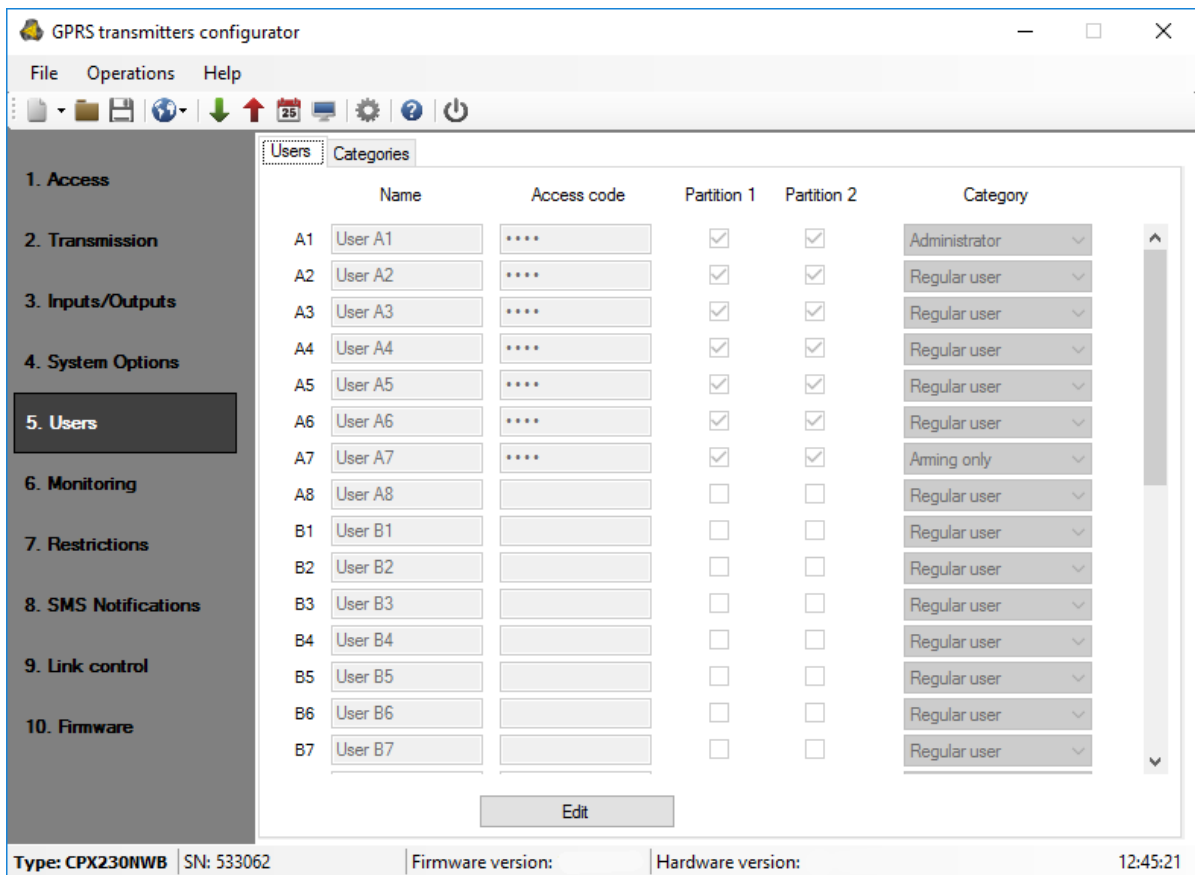 GPRS transmitters configurator
File Operations Help
25
Users Categories
1. Access
2. Transmission
3. Inputs/Outputs
4. System Options
5. Users
6. Monitoring
7. Restrictions
8. SMS Notifications
9. Link control
10. Firmware
Name Access code Partition 1 Partition 2 Category
A1 User A1 •••• Administrator
A2 User A2 •••• Regular user
A3 User A3 •••• Regular user
A4 User A4 •••• Regular user
A5 User A5 •••• Regular user
A6 User A6 •••• Regular user
A7 User A7 •••• Arming only
A8 User A8 Regular user
B1 User B1 Regular user
B2 User B2 Regular user
B3 User B3 Regular user
B4 User B4 Regular user
B5 User B5 Regular user
B6 User B6 Regular user
B7 User B7 Regular user
Edit
Type: CPX230NWB SN: 533062 Firmware version: Hardware version: 12:45:21